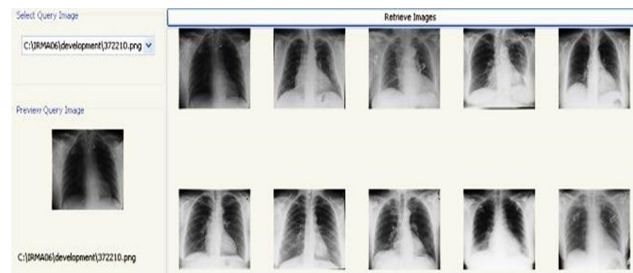 Select Query Image
C:\IRMA06\development\372210.png
Preview Query Image
C:\IRMA06\development\372210.png
Retrieve Images